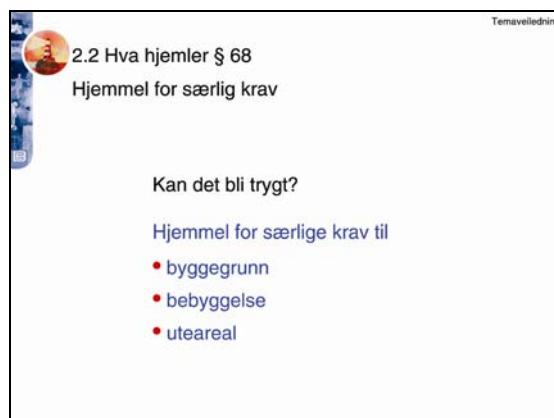 Temaveilednin
2.2 Hva hjemler § 68
Hjemmel for særlig krav
Kan det bli trygt?
Hjemmel for særlige krav til
• byggegrunn
• bebyggelse
• uteareal